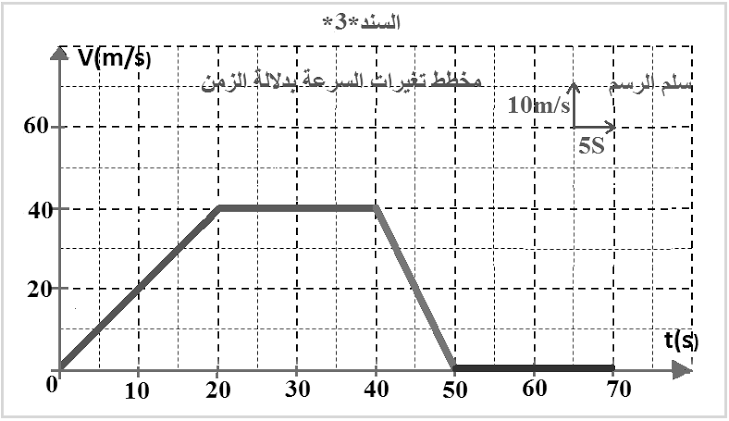 السند*3*
V(m/s)
مخطط تغيرات السرعة بدلالة الزمن
سلم الرسم
10m/s
5S
60
40
20
t(s)
0 10 20 30 40 50 60 70